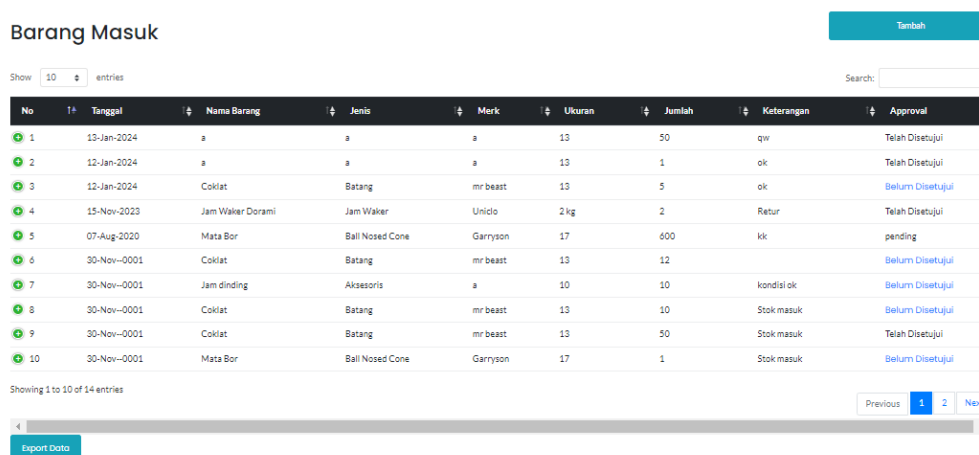 Barang Masuk
Tambah
Show 10 entries
Search:
No Tanggal Nama Barang Jenis Merk Ukuran Jumlah Keterangan Approval
1 13-Jan-2024 a a a 13 50 qw Telah Disetujui
2 12-Jan-2024 a a a 13 1 ok Telah Disetujui
3 12-Jan-2024 Coklat Batang mr beast 13 5 ok Belum Disetujui
4 15-Nov-2023 Jam Waker Dorami Jam Waker Uniclo 2 kg 2 Retur Telah Disetujui
5 07-Aug-2020 Mata Bor Ball Nosed Cone Garryson 17 600 kk pending
6 30-Nov--0001 Coklat Batang mr beast 13 12 Belum Disetujui
7 30-Nov--0001 Jam dinding Aksesoris a 10 10 kondisi ok Belum Disetujui
8 30-Nov--0001 Coklat Batang mr beast 13 10 Stok masuk Belum Disetujui
9 30-Nov--0001 Coklat Batang mr beast 13 50 Stok masuk Telah Disetujui
10 30-Nov--0001 Mata Bor Ball Nosed Cone Garryson 17 1 Stok masuk Belum Disetujui
Showing 1 to 10 of 14 entries
Previous 1 2 Nex
Export Data